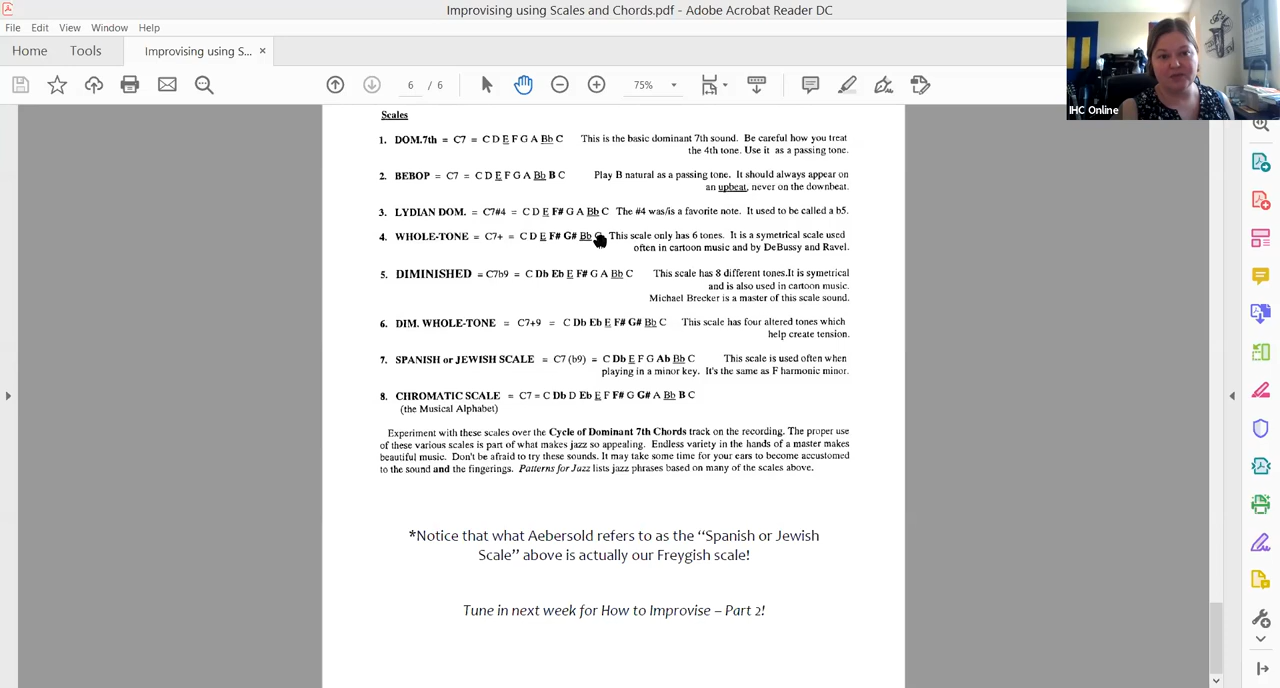 Improvising using Scales and Chords.pdf - Adobe Acrobat Reader DC
File Edit View Window Help
Home Tools Improvising using S... ×
6 / 6 75%
IHC Online
Scales
1. DOM.7th = C7 = C D E F G A Bb C This is the basic dominant 7th sound. Be careful how you treat
the 4th tone. Use it as a passing tone.
2. BEBOP = C7 = C D E F G A Bb B C Play B natural as a passing tone. It should always appear on
an upbeat, never on the downbeat.
3. LYDIAN DOM. = C7#4 = C D E F# G A Bb C The #4 was/is a favorite note. It used to be called a b5.
4. WHOLE-TONE = C7+ = C D E F# G# Bb This scale only has 6 tones. It is a symetrical scale used
often in cartoon music and by DeBussy and Ravel.
5. DIMINISHED = C7b9 = C Db Eb E F# G A Bb C This scale has 8 different tones.It is symetrical
and is also used in cartoon music.
Michael Brecker is a master of this scale sound.
6. DIM. WHOLE-TONE = C7+9 = C Db Eb E F# G# Bb C This scale has four altered tones which
help create tension.
7. SPANISH or JEWISH SCALE = C7 (b9) = C Db E F G Ab Bb C This scale is used often when
playing in a minor key. It's the same as F harmonic minor.
8. CHROMATIC SCALE = C7 = C Db D Eb E F F# G G# A Bb B C
(the Musical Alphabet)
Experiment with these scales over the Cycle of Dominant 7th Chords track on the recording. The proper use
of these various scales is part of what makes jazz so appealing. Endless variety in the hands of a master makes
beautiful music. Don't be afraid to try these sounds. It may take some time for your ears to become accustomed
to the sound and the fingerings. Patterns for Jazz lists jazz phrases based on many of the scales above.
*Notice that what Aebersold refers to as the “Spanish or Jewish
Scale” above is actually our Freygish scale!
Tune in next week for How to Improvise – Part 2!